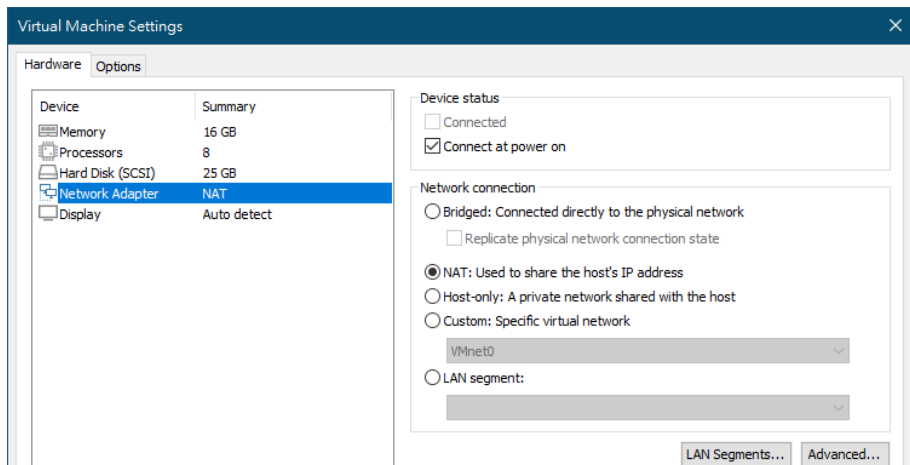 Virtual Machine Settings
Hardware Options
Device Summary
Memory 16 GB
Processors 8
Hard Disk (SCSI) 25 GB
Network Adapter NAT
Display Auto detect
Device status
Connected
Connect at power on
Network connection
Bridged: Connected directly to the physical network
Replicate physical network connection state
NAT: Used to share the host's IP address
Host-only: A private network shared with the host
Custom: Specific virtual network
VMnet0
LAN segment:
LAN Segments... Advanced...